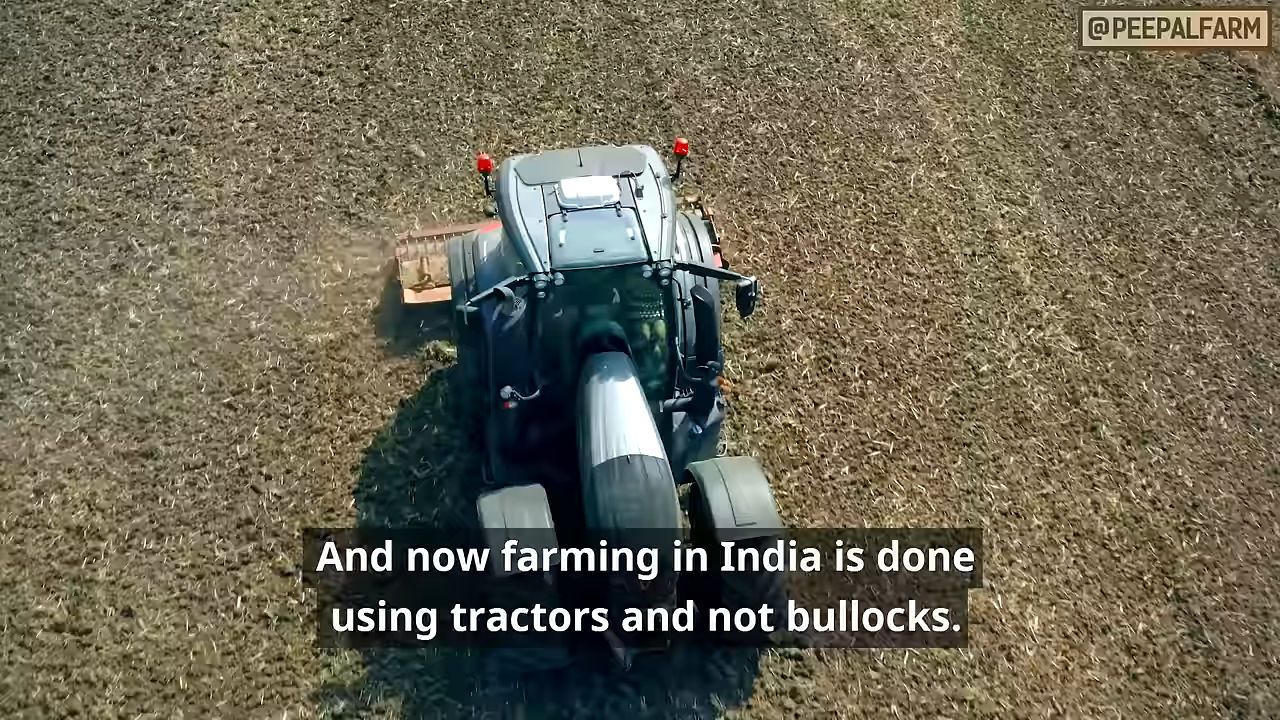 @PEEPALFARM
And now farming in India is done
using tractors and not bullocks.